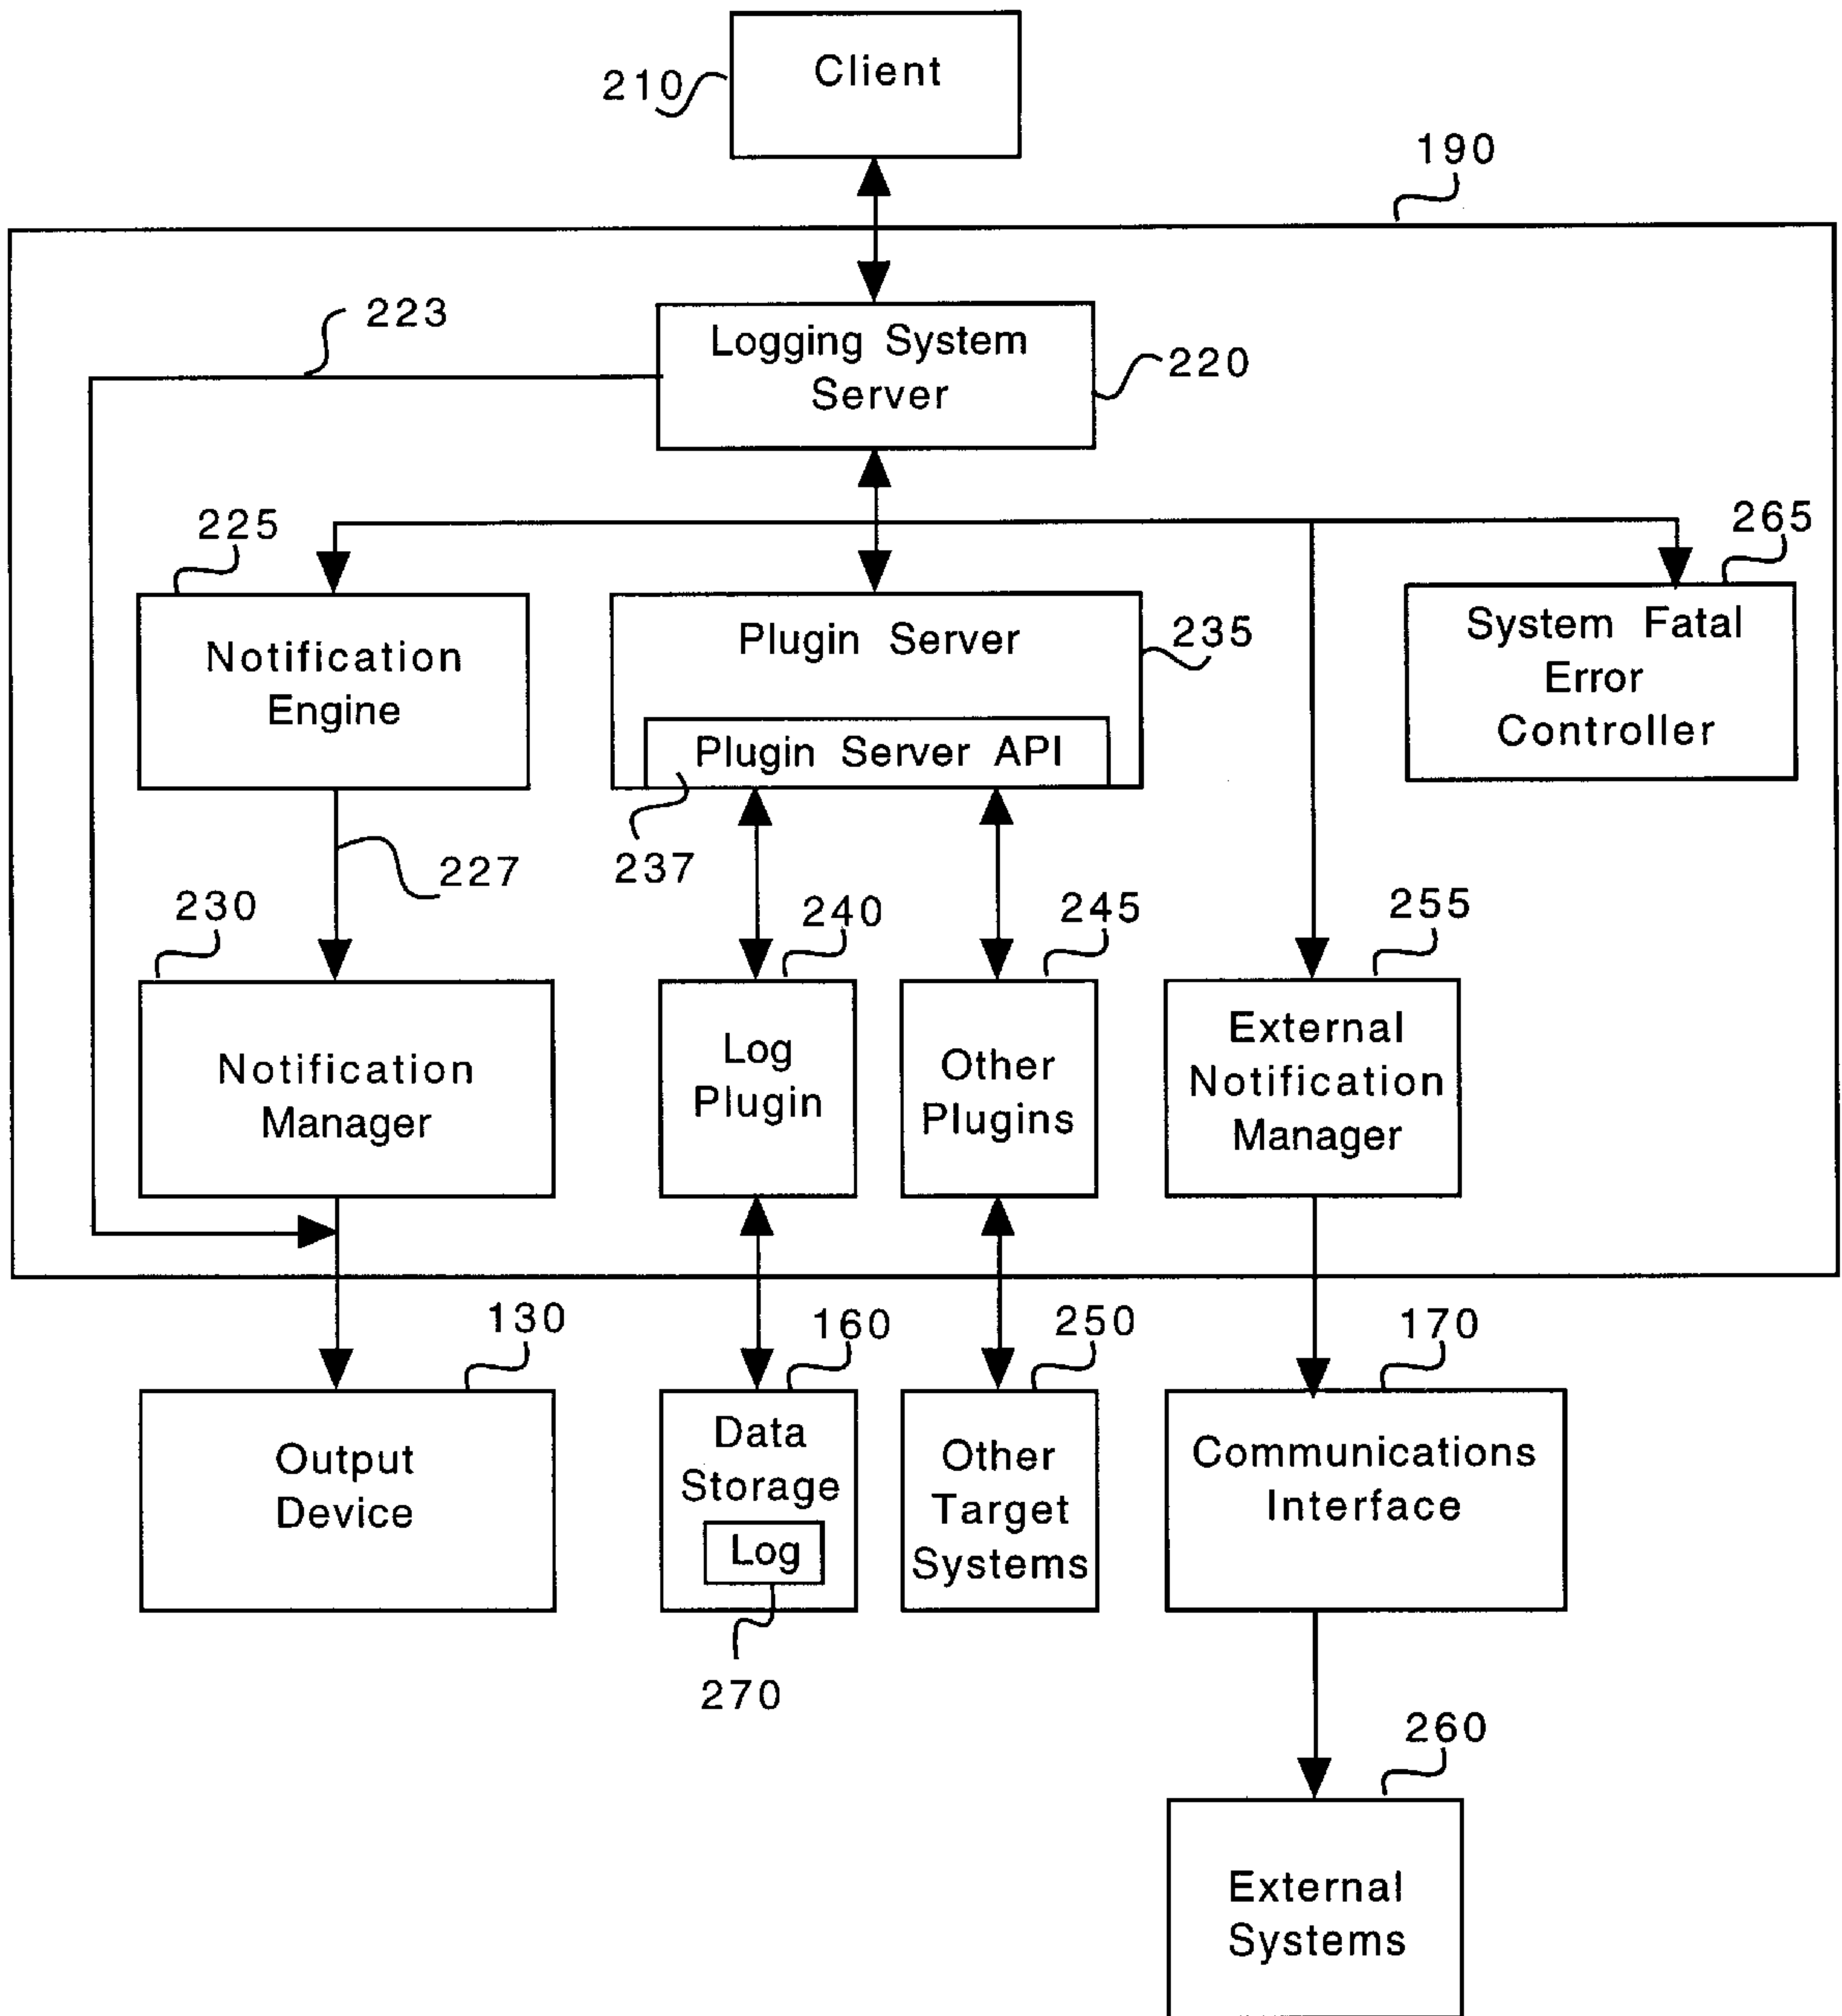 Client
210
190
223
Logging System
Server
220
225
265
Notification
Engine
Plugin Server
235
System Fatal
Error
Controller
Plugin Server API
237
227
230
240
245
255
Notification
Manager
Log
Plugin
Other
Plugins
External
Notification
Manager
130
160
250
170
Output
Device
Data
Storage
Log
Other
Target
Systems
Communications
Interface
270
260
External
Systems